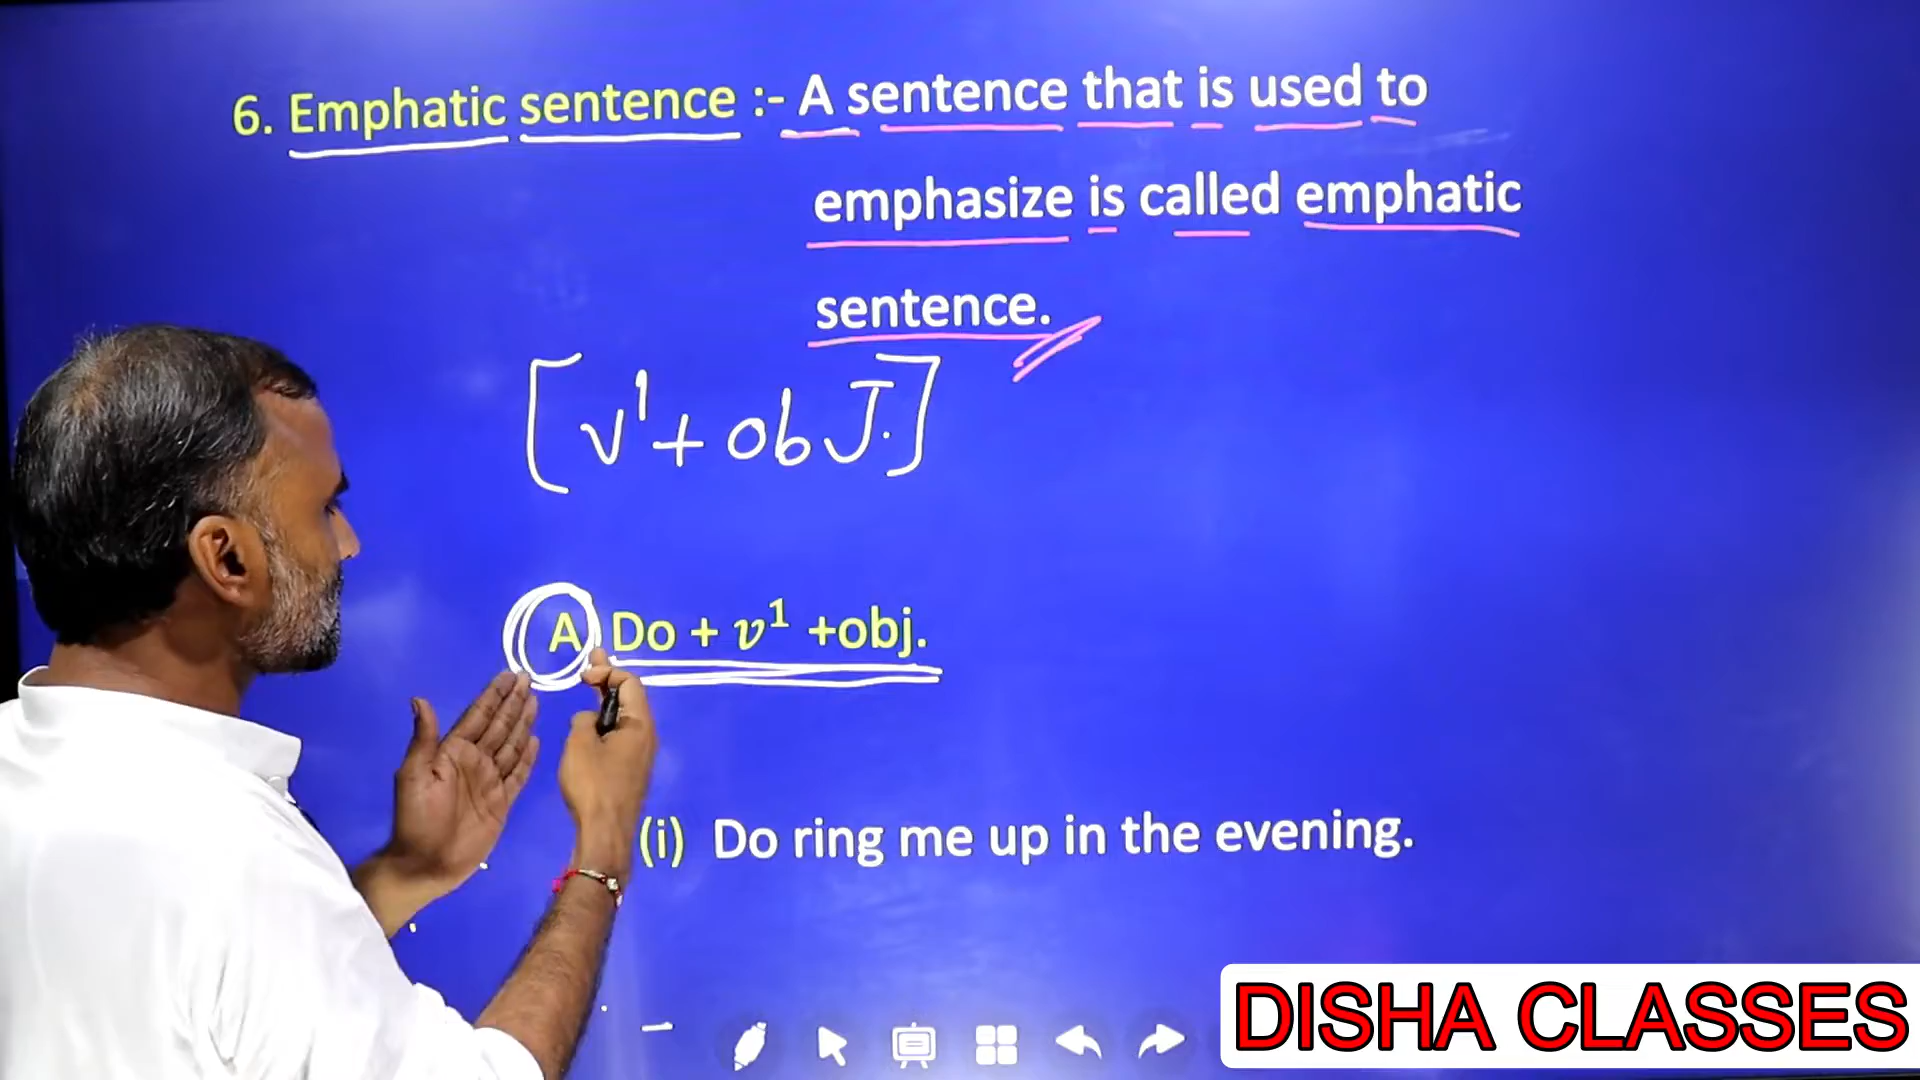 6. Emphatic sentence :- A sentence that is used to
emphasize is called emphatic
sentence.
[v¹+obJ.]
A Do + v¹ +obj.
(i) Do ring me up in the evening.
DISHA CLASSES